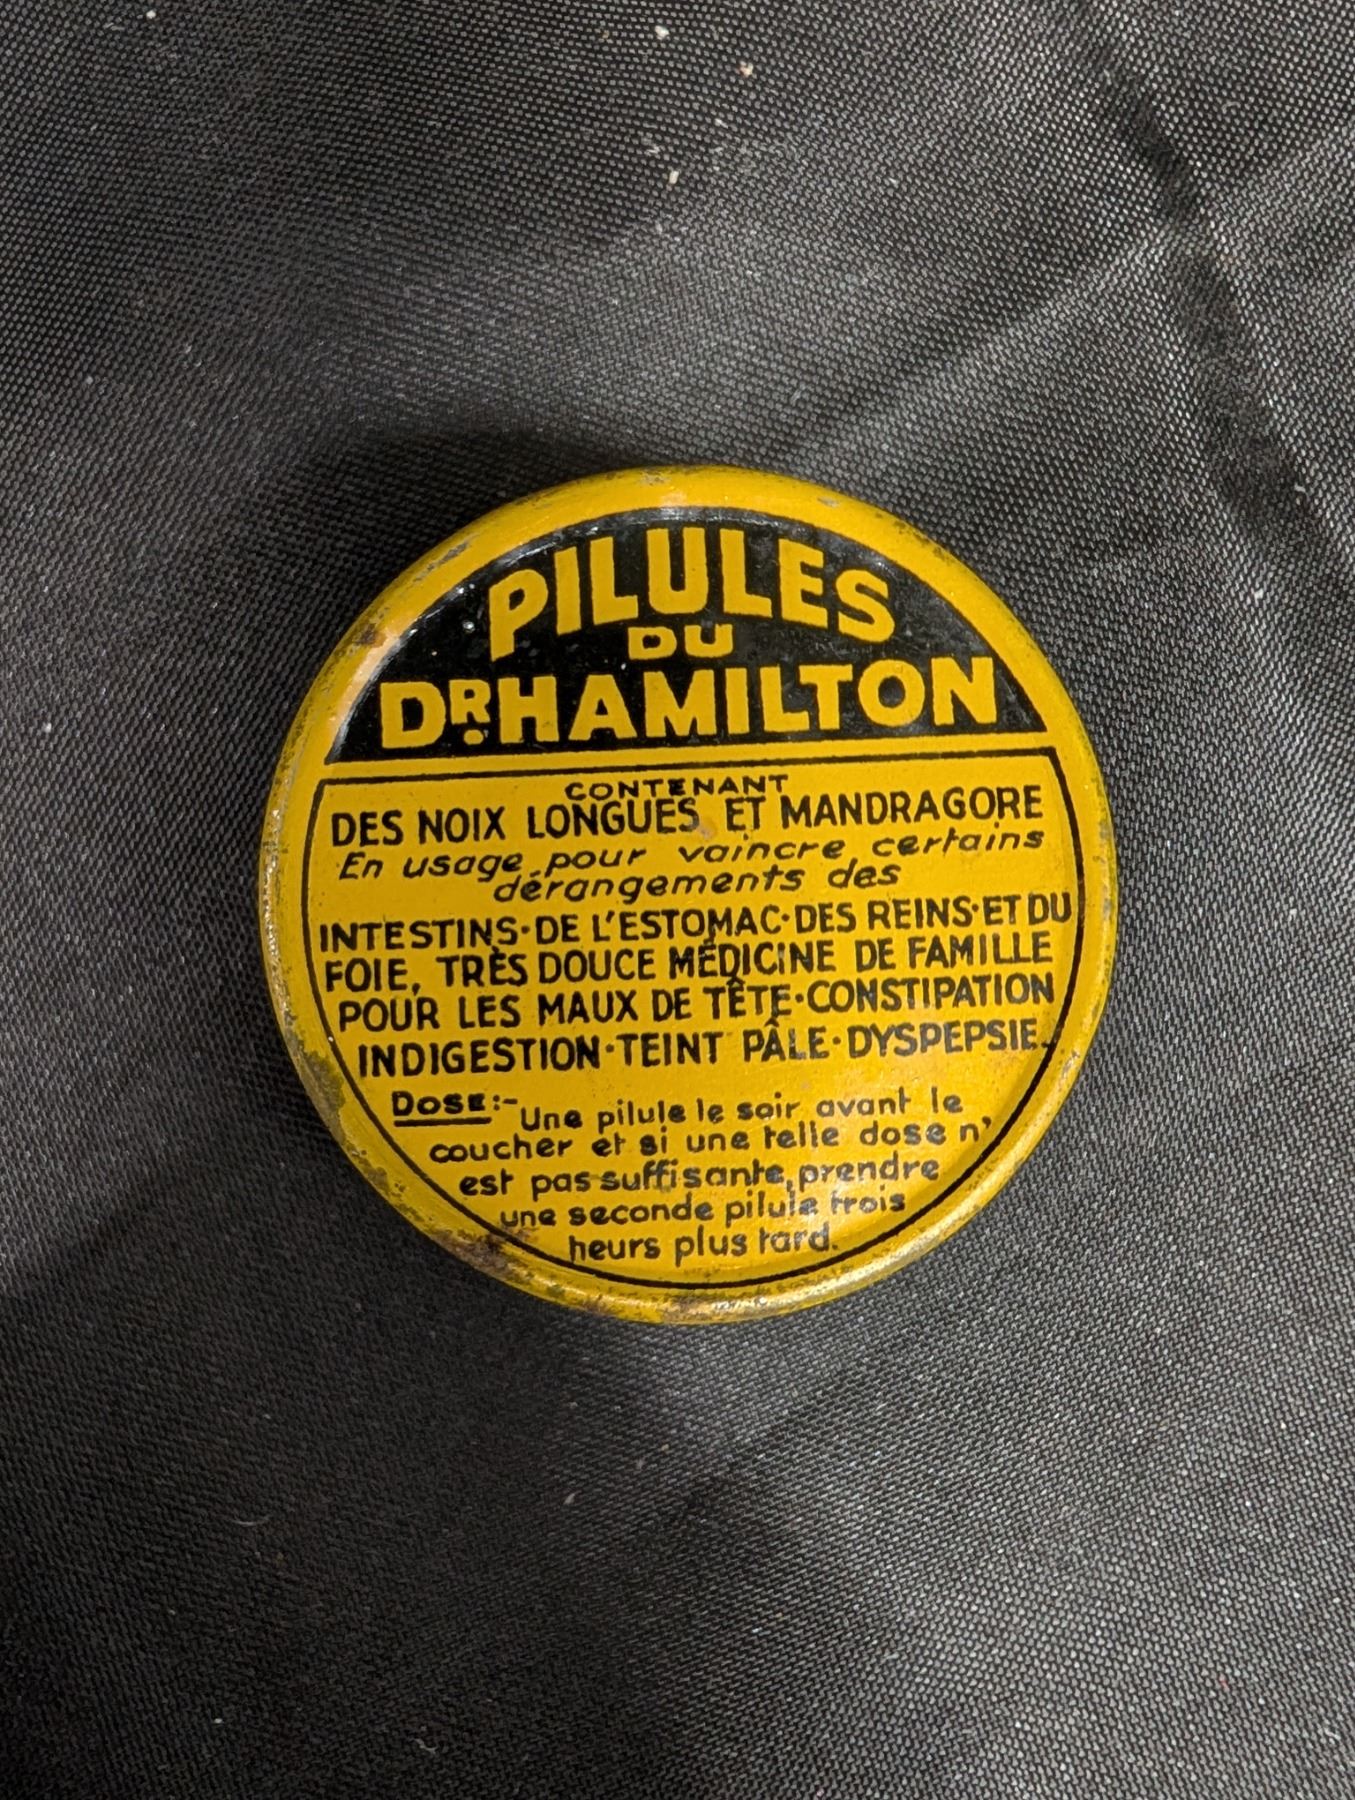 PILULES
DU
DR. HAMILTON
CONTENANT
DES NOIX LONGUES ET MANDRAGORE
En usage pour vaincre certains
dérangements des
INTESTINS·DE L'ESTOMAC·DES REINS·ET DU
FOIE, TRÈS DOUCE MÉDICINE DE FAMILLE
POUR LES MAUX DE TÊTE·CONSTIPATION
INDIGESTION·TEINT PÂLE·DYSPEPSIE.
DOSE:- Une pilule le soir avant le
coucher et si une telle dose n'
est pas suffisante, prendre
une seconde pilule trois
heurs plus tard.